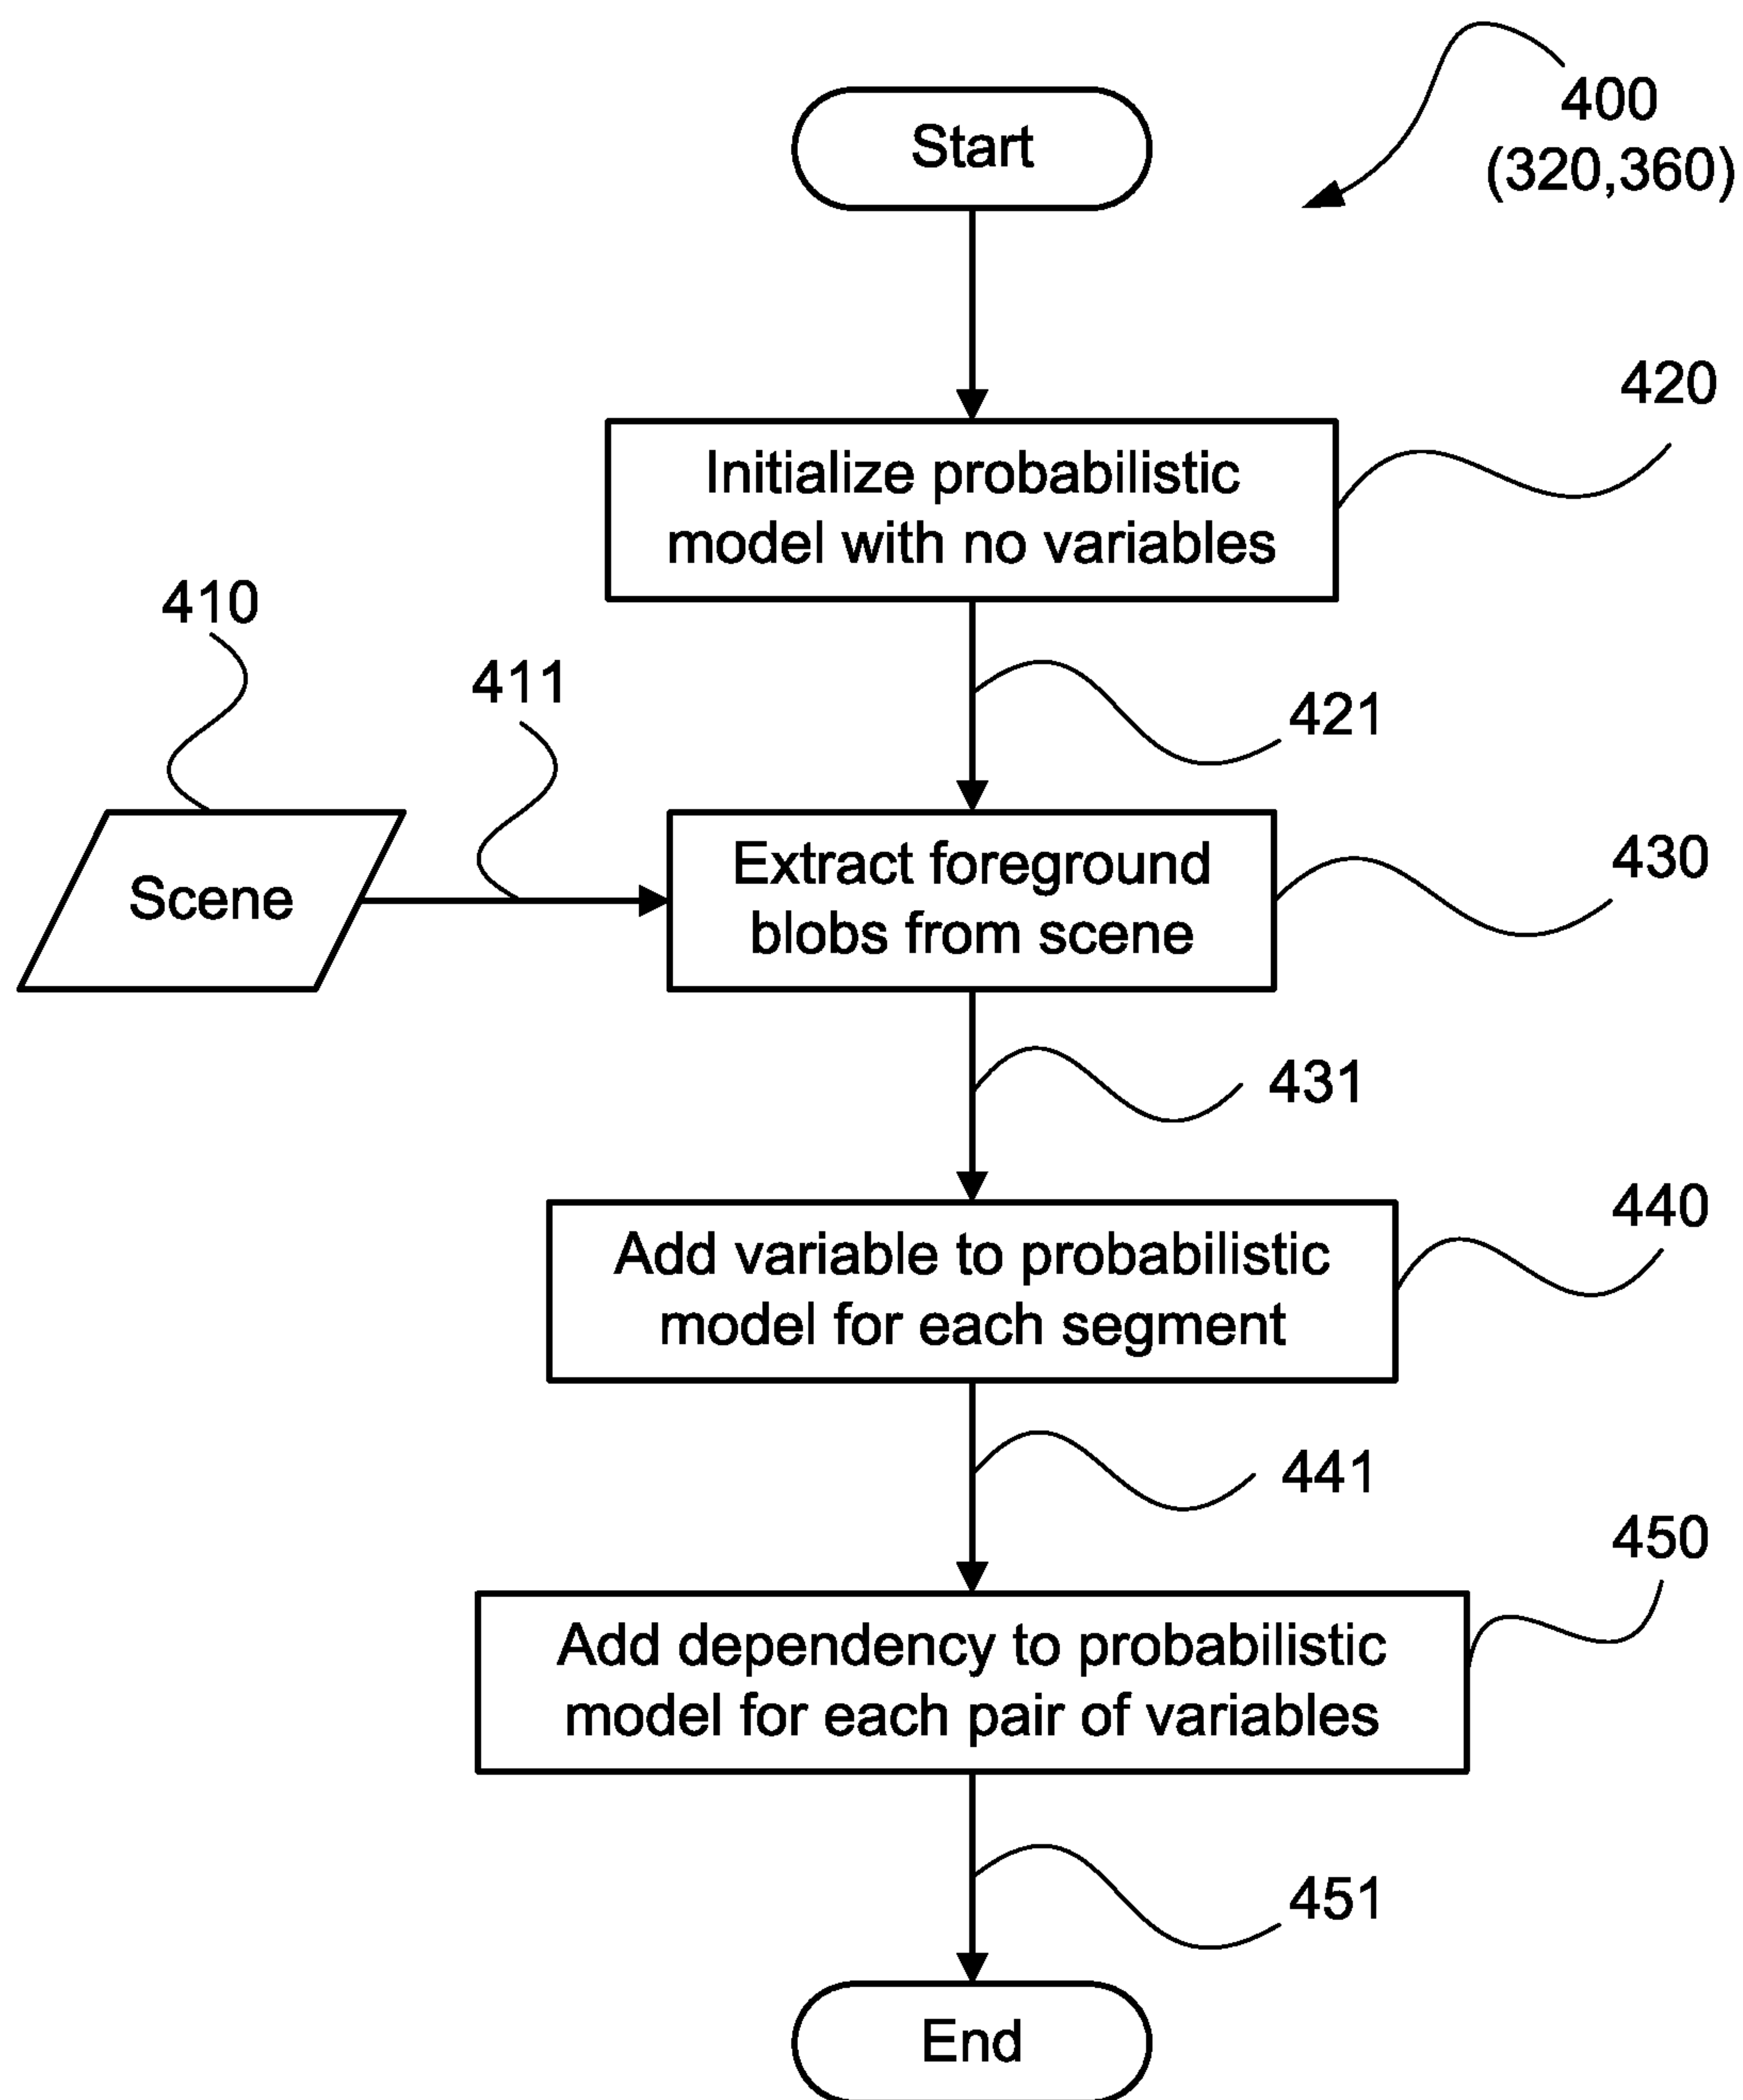 400
(320,360)
Start
420
Initialize probabilistic
model with no variables
410
411
421
Scene
Extract foreground
blobs from scene
430
431
440
Add variable to probabilistic
model for each segment
441
450
Add dependency to probabilistic
model for each pair of variables
451
End